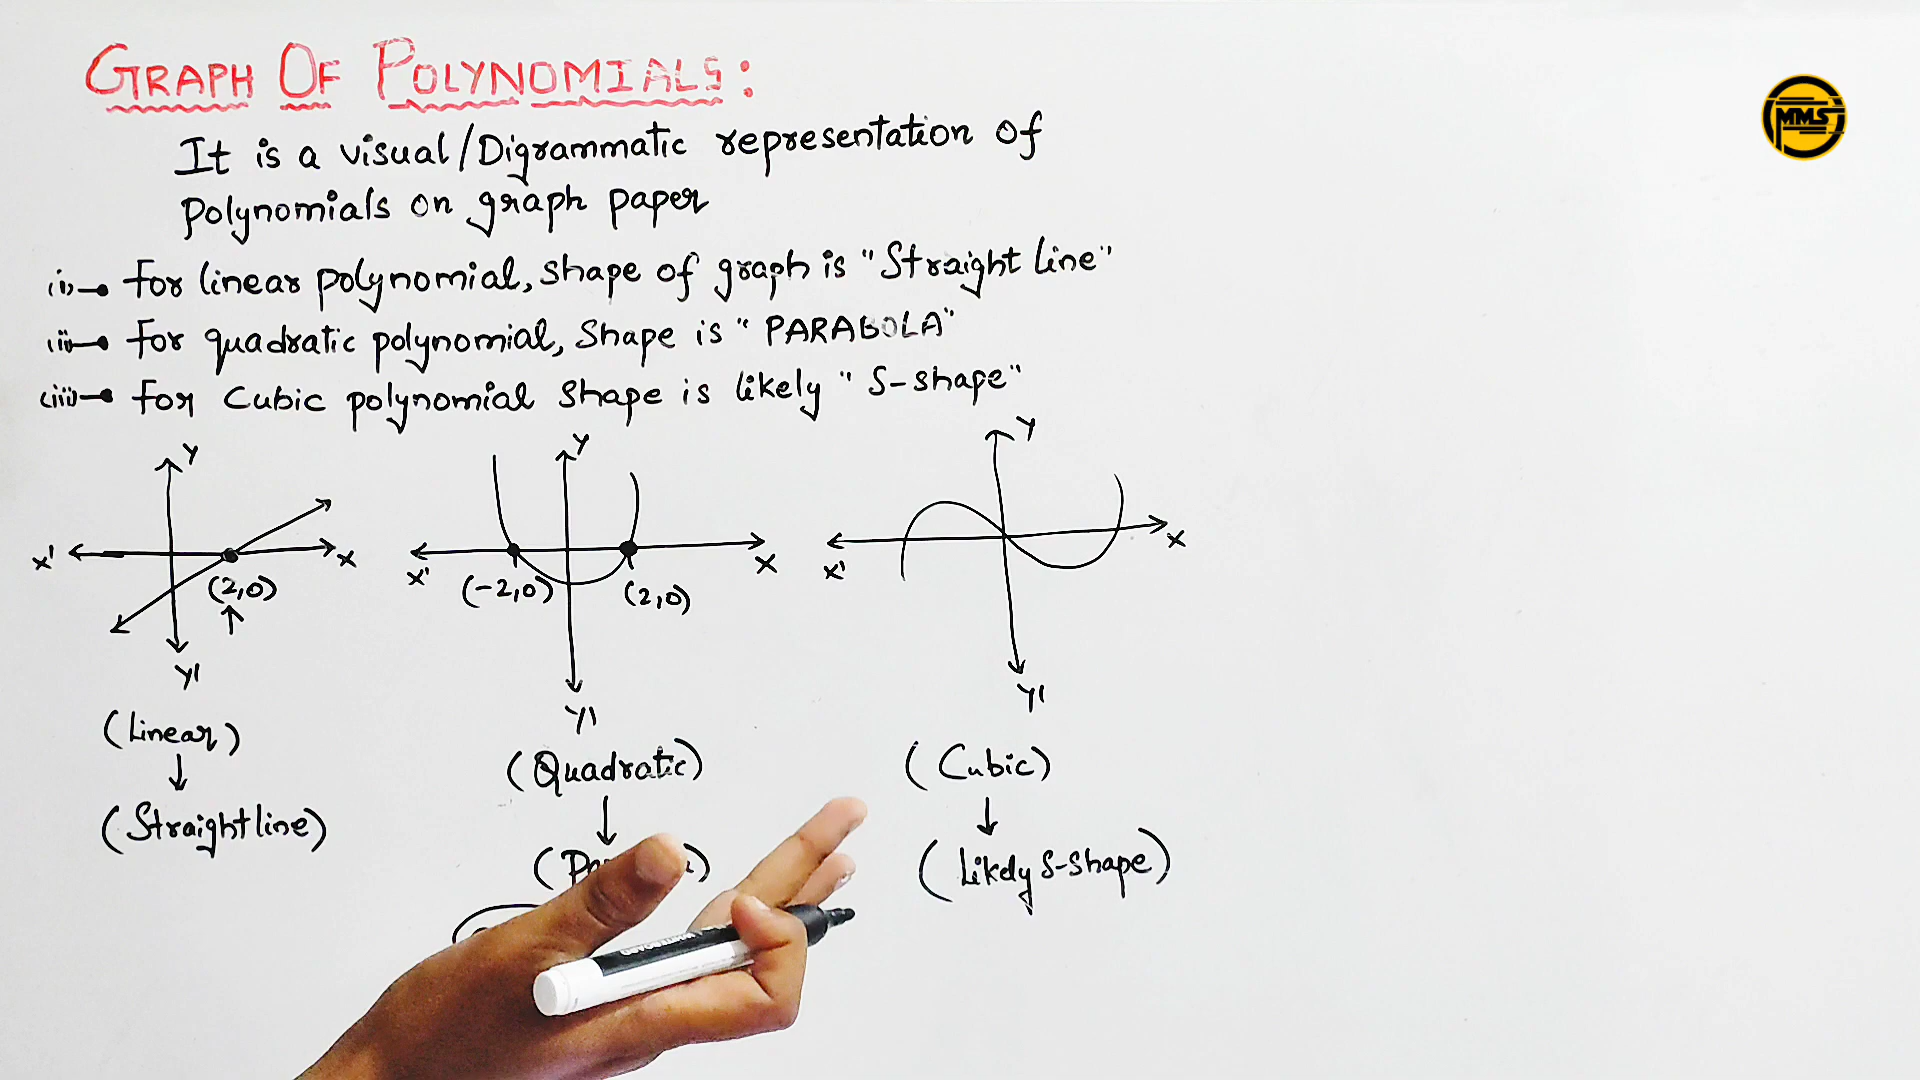 GRAPH OF POLYNOMIALS:
It is a visual/Digrammatic representation of
polynomials on graph paper
(i)→ for linear polynomial, shape of graph is "Straight line"
(ii)→ for quadratic polynomial, Shape is "PARABOLA"
(iii)→ for Cubic polynomial Shape is likely "S-shape"
Y Y Y
X' X X' X X' X
(2,0) (-2,0) (2,0)
Y' Y' Y'
(Linear) (Quadratic) (Cubic)
(Straight line) (Likely S-shape)
MMS